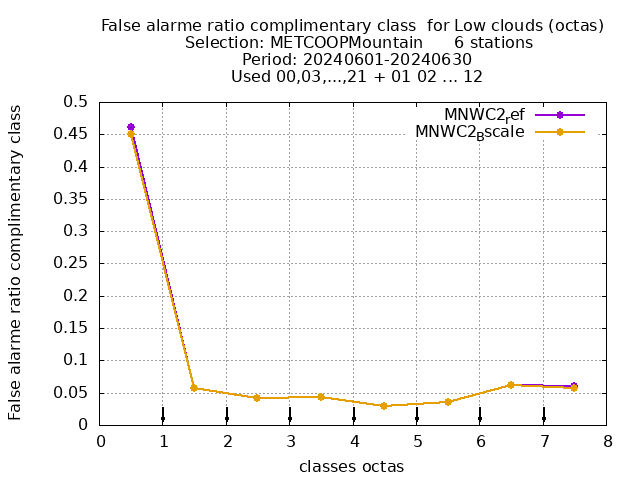 False alarme ratio complimentary class  for Low clouds (octas)
Selection: METCOOPMountain      6 stations
Period: 20240601-20240630
Used 00,03,...,21 + 01 02 ... 12
MNWC2ref
MNWC2Bscale
False alarme ratio complimentary class
0.5
0.45
0.4
0.35
0.3
0.25
0.2
0.15
0.1
0.05
0
0 1 2 3 4 5 6 7 8
classes octas